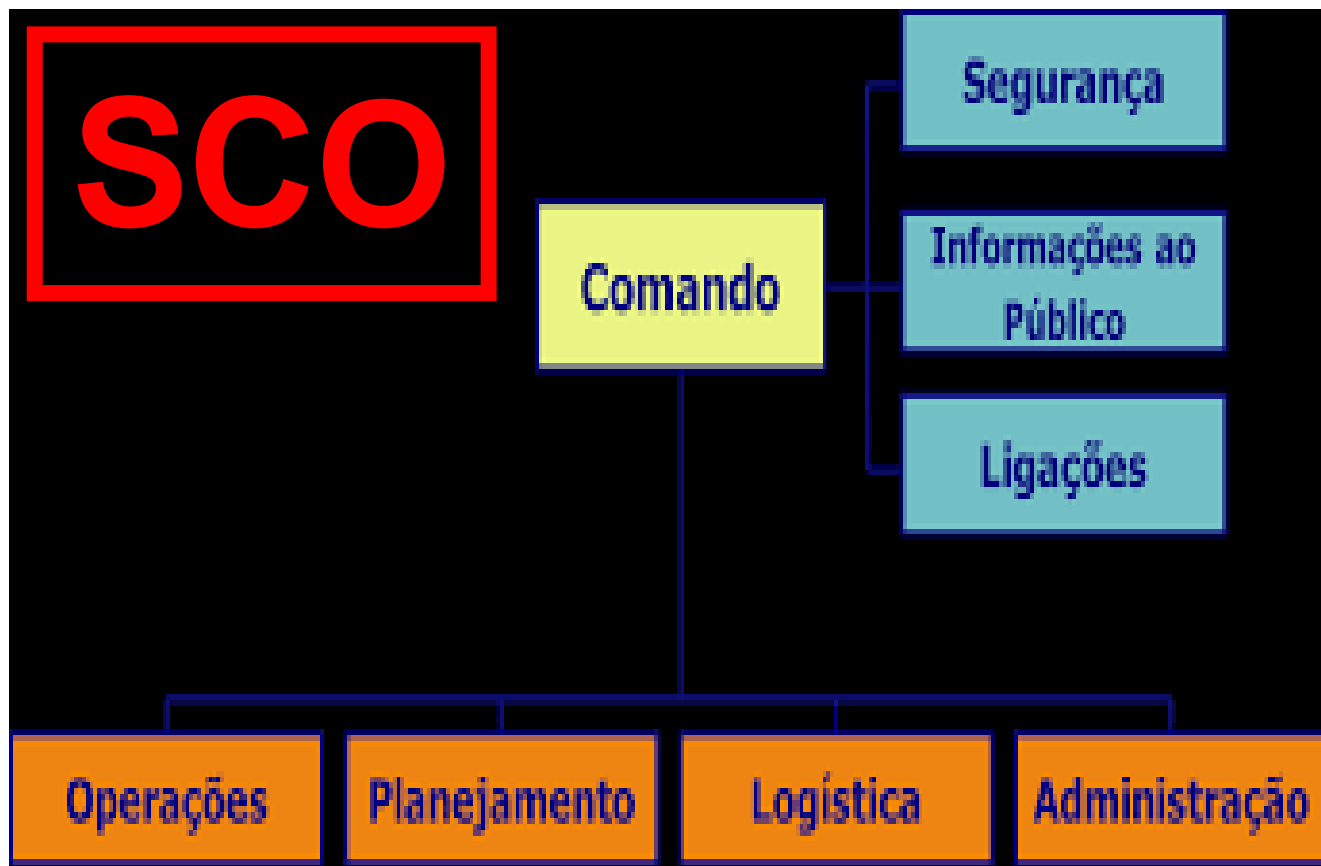 SCO
Segurança
Comando
Informações ao
Público
Ligações
Operações
Planejamento
Logística
Administração